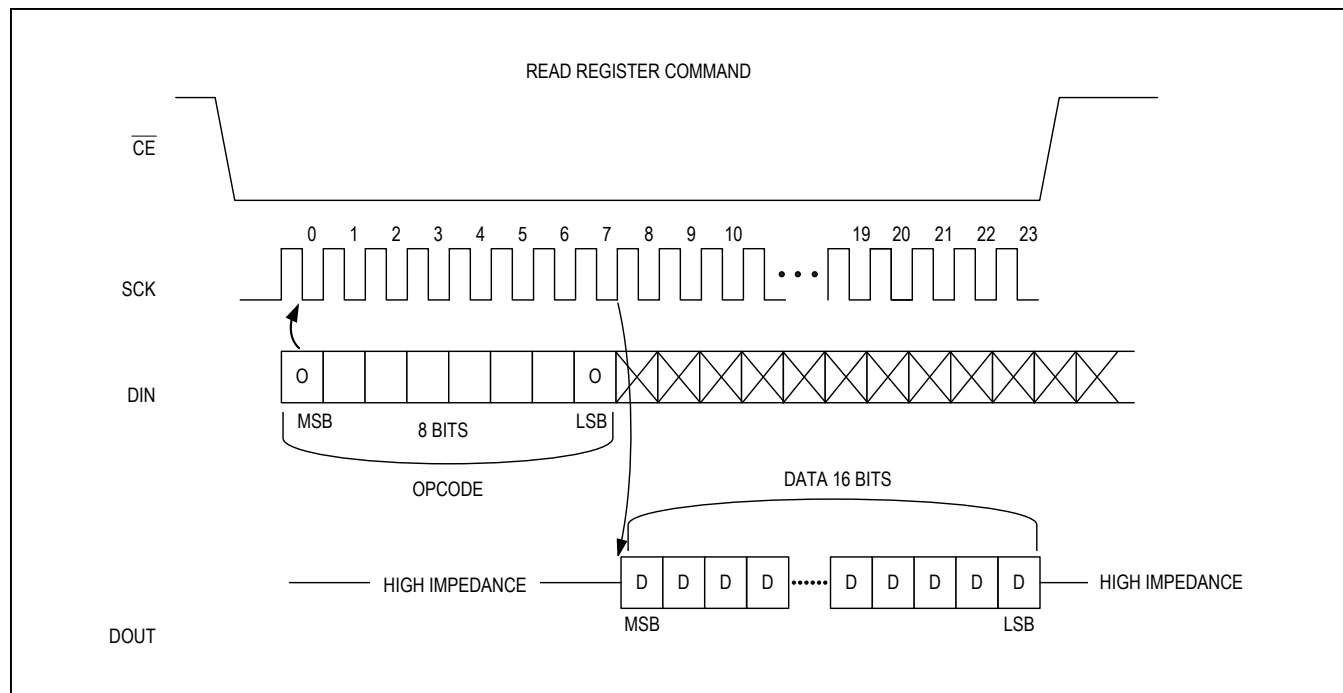 READ REGISTER COMMAND
CE
0 1 2 3 4 5 6 7 8 9 10 19 20 21 22 23
SCK
O O
DIN
MSB 8 BITS LSB
OPCODE
DATA 16 BITS
HIGH IMPEDANCE D D D D D D D D D HIGH IMPEDANCE
MSB LSB
DOUT